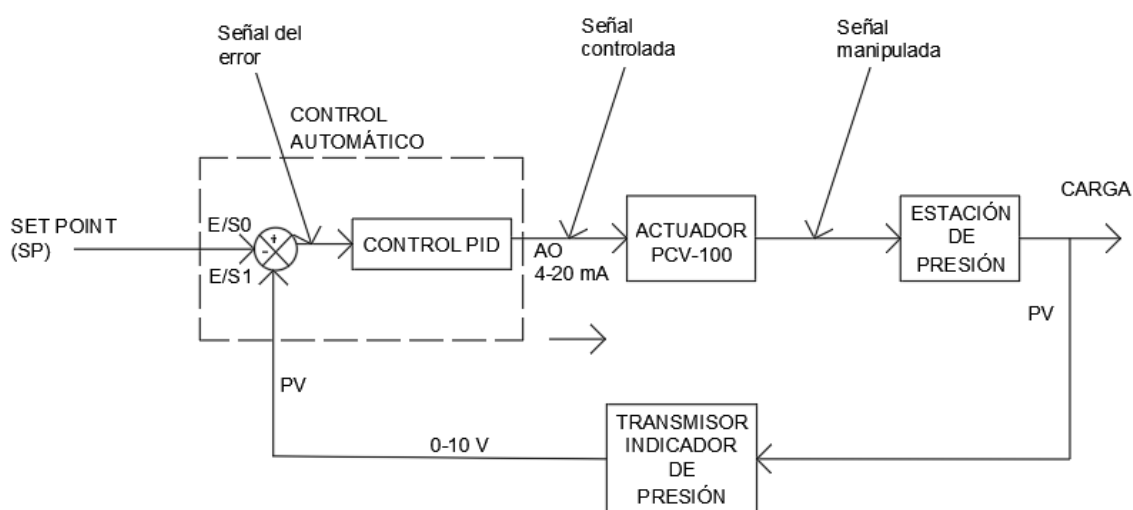 Señal del
error
Señal
controlada
Señal
manipulada
CONTROL
AUTOMÁTICO
SET POINT
(SP)
E/S0
+
-
E/S1
CONTROL PID
AO
4-20 mA
ACTUADOR
PCV-100
ESTACIÓN
DE
PRESIÓN
CARGA
PV
PV
0-10 V
TRANSMISOR
INDICADOR
DE
PRESIÓN